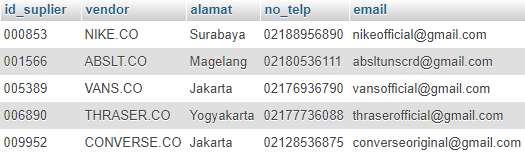 id_suplier vendor alamat no_telp email
000853 NIKE.CO Surabaya 02188956890 nikeofficial@gmail.com
001566 ABSLT.CO Magelang 02180536111 absltunscrd@gmail.com
005389 VANS.CO Jakarta 02176936790 vansofficial@gmail.com
006890 THRASER.CO Yogyakarta 02177736088 thraserofficial@gmail.com
009952 CONVERSE.CO Jakarta 02128536875 converseoriginal@gmail.com